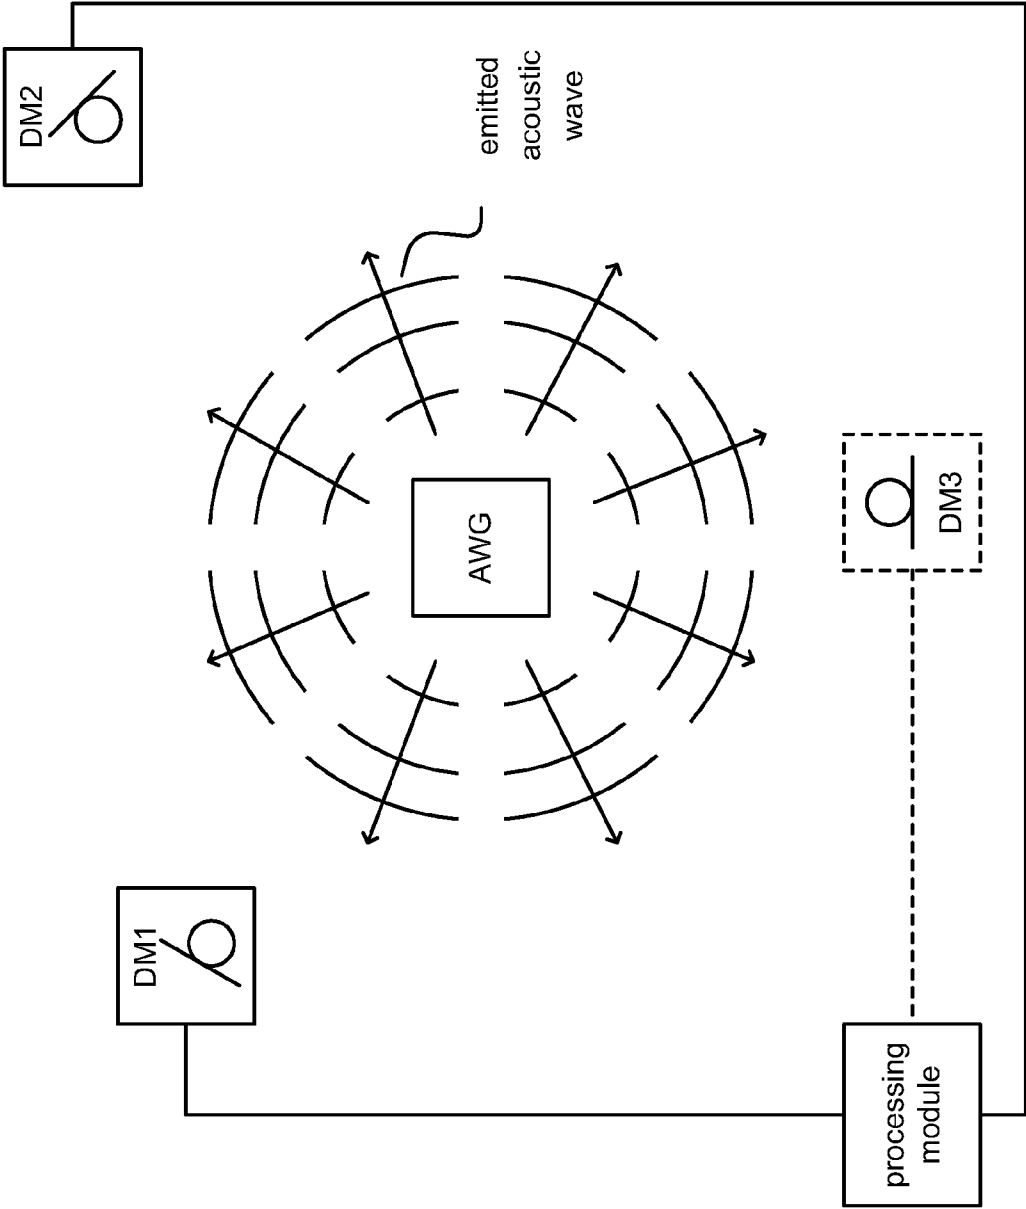 DM1
DM2
emitted
acoustic
wave
AWG
DM3
processing
module